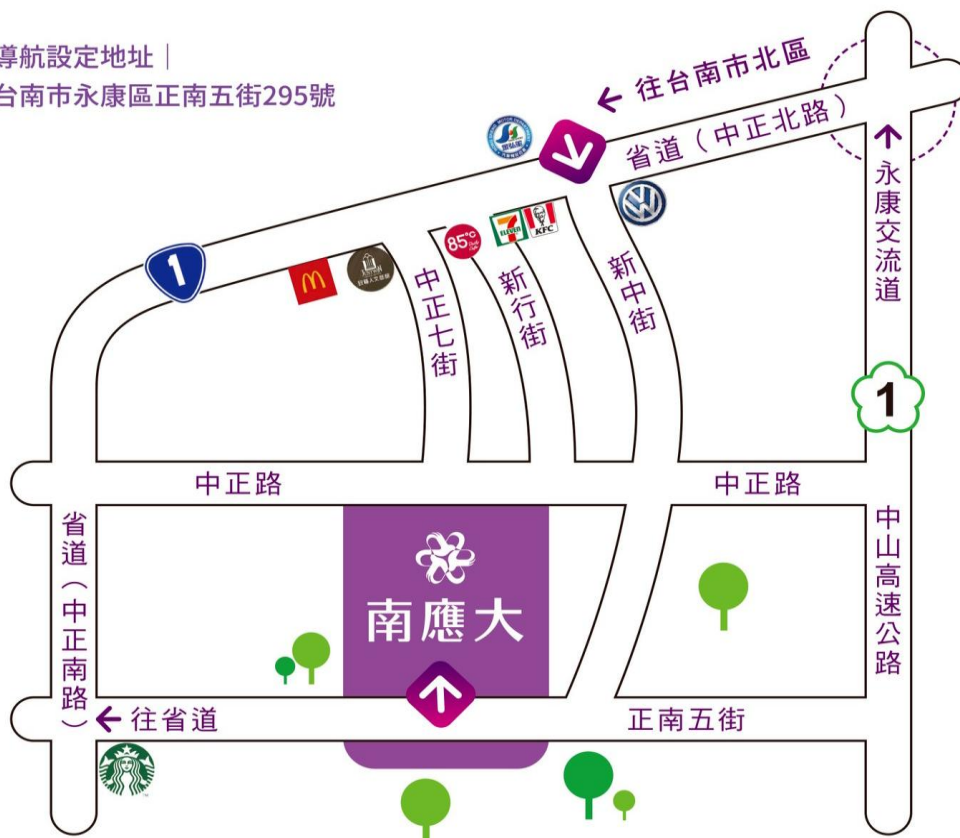 導航設定地址｜
台南市永康區正南五街295號
← 往台南市北區
省道（中正北路）
永康交流道
1
85°C
7
ELEVEN
KFC
中正七街
新行街
新中街
1
中正路
中正路
省道（中正南路）
南應大
中山高速公路
← 往省道
正南五街